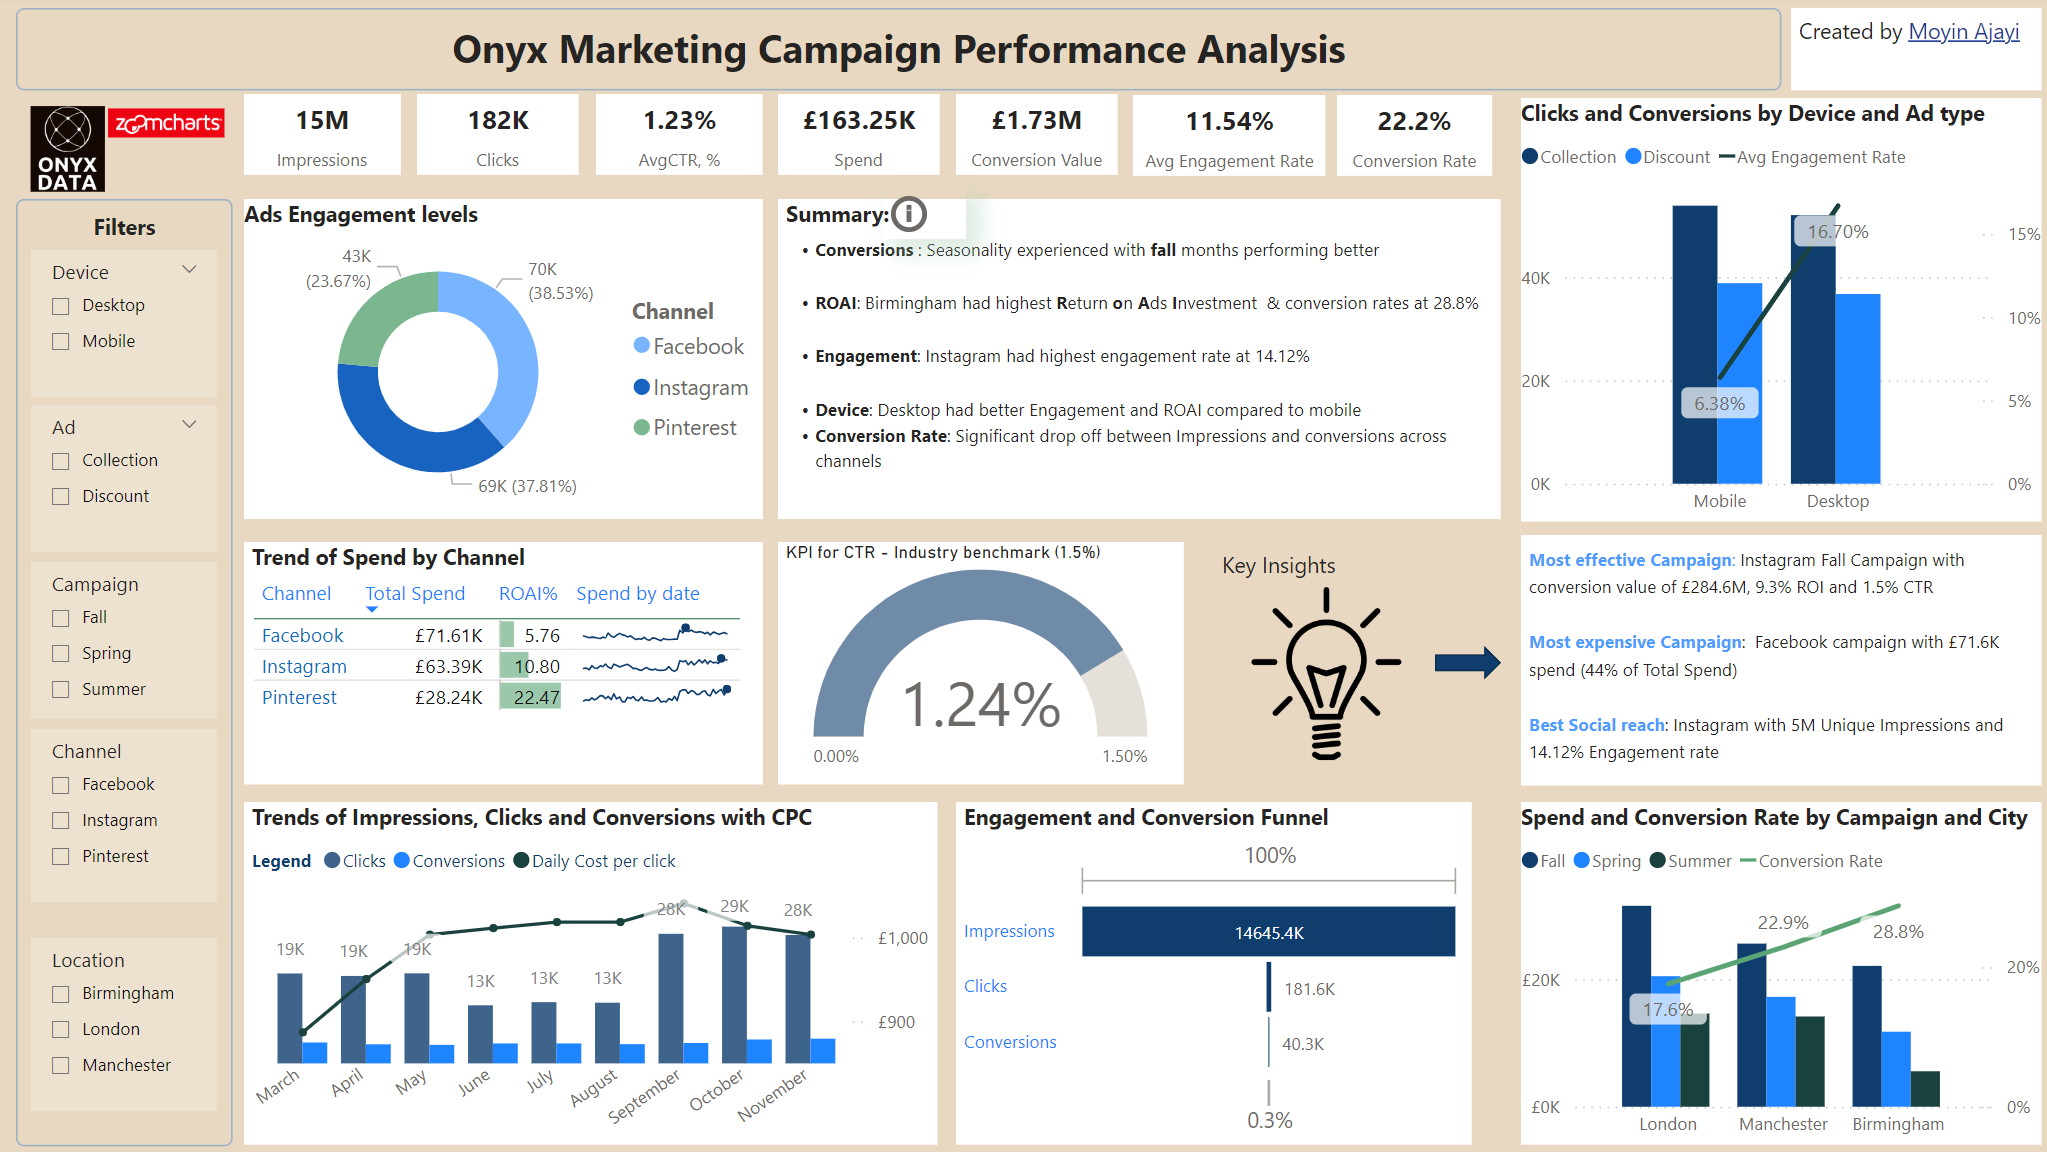 Onyx Marketing Campaign Performance Analysis
Created by Moyin Ajayi
ONYX
DATA
zoomcharts
15M
Impressions
182K
Clicks
1.23%
AvgCTR, %
£163.25K
Spend
£1.73M
Conversion Value
11.54%
Avg Engagement Rate
22.2%
Conversion Rate
Filters
Device
Desktop
Mobile
Ad
Collection
Discount
Campaign
Fall
Spring
Summer
Channel
Facebook
Instagram
Pinterest
Location
Birmingham
London
Manchester
Ads Engagement levels
43K
(23.67%)
70K
(38.53%)
69K (37.81%)
Channel
Facebook
Instagram
Pinterest
Summary:
• Conversions : Seasonality experienced with fall months performing better
• ROAI: Birmingham had highest Return on Ads Investment & conversion rates at 28.8%
• Engagement: Instagram had highest engagement rate at 14.12%
• Device: Desktop had better Engagement and ROAI compared to mobile
• Conversion Rate: Significant drop off between Impressions and conversions across
channels
Clicks and Conversions by Device and Ad type
Collection Discount Avg Engagement Rate
40K
20K
0K
15%
10%
5%
0%
16.70%
6.38%
Mobile
Desktop
Trend of Spend by Channel
Channel Total Spend ROAI% Spend by date
Facebook £71.61K 5.76
Instagram £63.39K 10.80
Pinterest £28.24K 22.47
KPI for CTR - Industry benchmark (1.5%)
1.24%
0.00%
1.50%
Key Insights
Most effective Campaign: Instagram Fall Campaign with
conversion value of £284.6M, 9.3% ROI and 1.5% CTR
Most expensive Campaign: Facebook campaign with £71.6K
spend (44% of Total Spend)
Best Social reach: Instagram with 5M Unique Impressions and
14.12% Engagement rate
Trends of Impressions, Clicks and Conversions with CPC
Legend Clicks Conversions Daily Cost per click
19K
19K
19K
13K
13K
13K
28K
29K
28K
£1,000
£900
March
April
May
June
July
August
September
October
November
Engagement and Conversion Funnel
100%
Impressions
14645.4K
Clicks
181.6K
Conversions
40.3K
0.3%
Spend and Conversion Rate by Campaign and City
Fall Spring Summer Conversion Rate
£20K
£0K
20%
0%
17.6%
22.9%
28.8%
London
Manchester
Birmingham